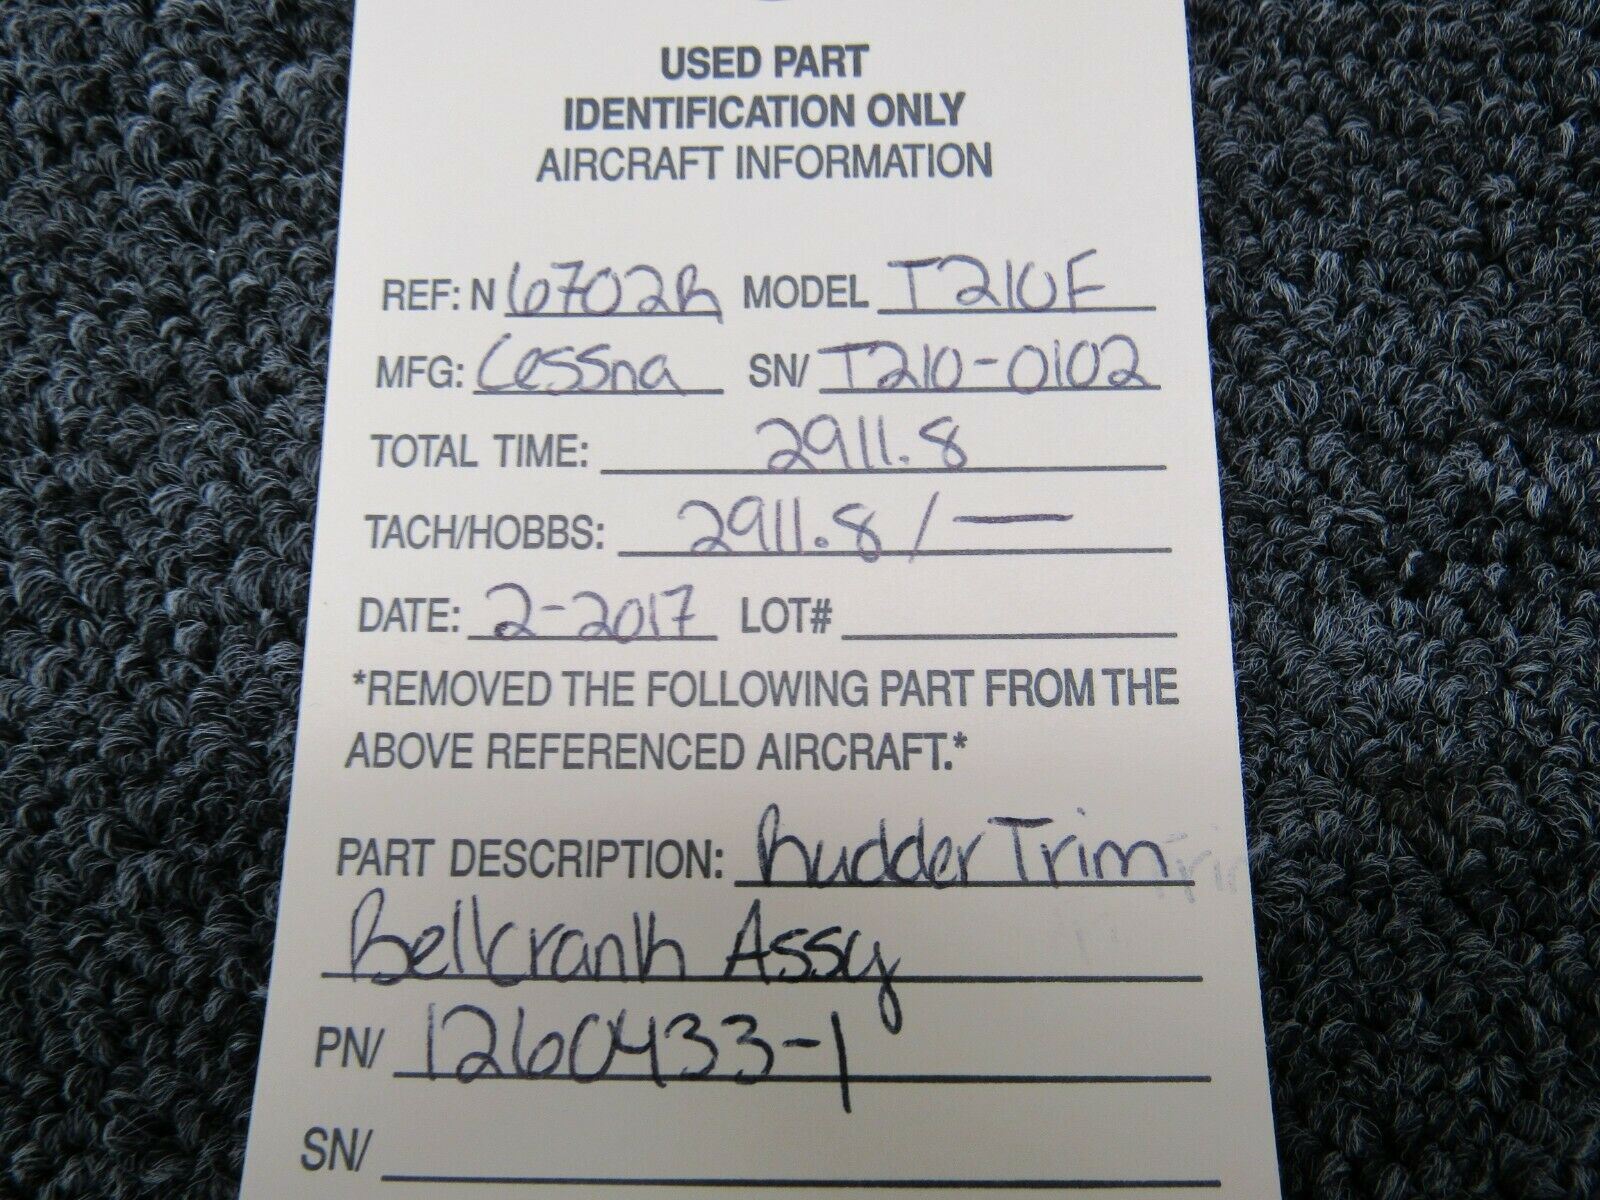 USED PART
IDENTIFICATION ONLY
AIRCRAFT INFORMATION
REF: N 6702R MODEL T210F
MFG: Cessna SN/ T210-0102
TOTAL TIME: 2911.8
TACH/HOBBS: 2911.8 / —
DATE: 2-2017 LOT#
*REMOVED THE FOLLOWING PART FROM THE
ABOVE REFERENCED AIRCRAFT.*
PART DESCRIPTION: Rudder Trim
Bellcrank Assy
PN/ 1260433-1
SN/